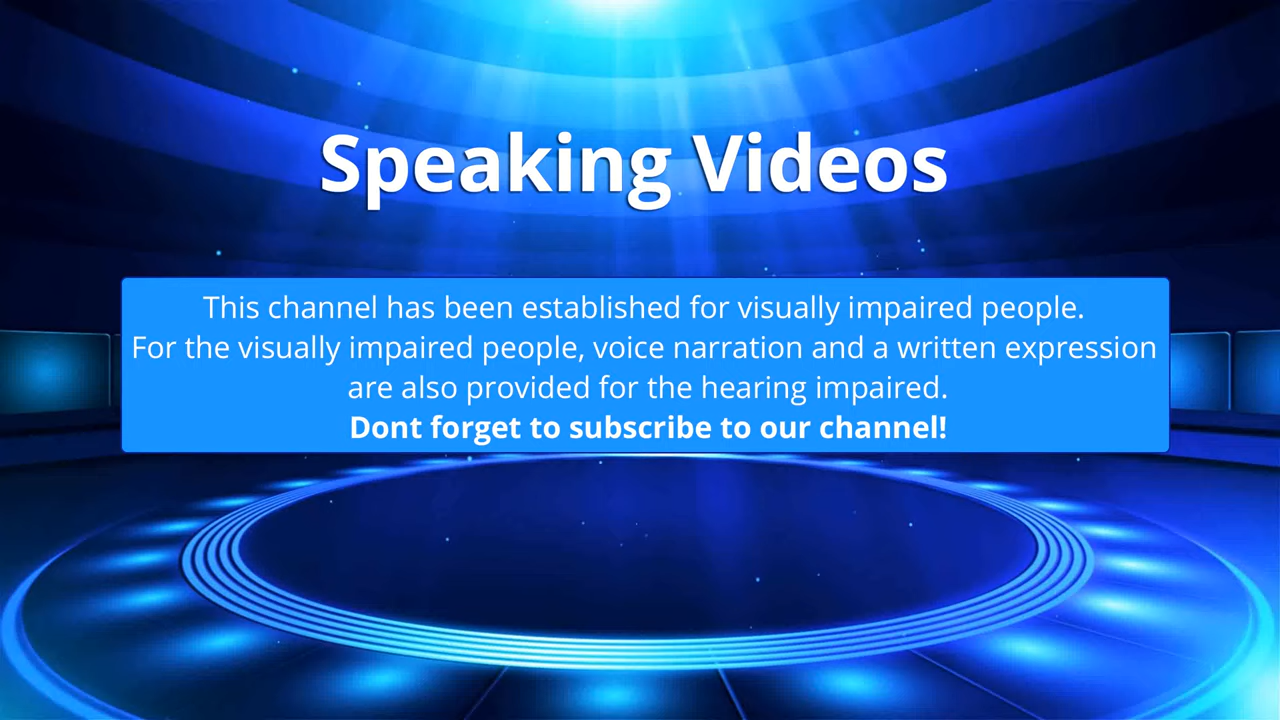 Speaking Videos
This channel has been established for visually impaired people.
For the visually impaired people, voice narration and a written expression
are also provided for the hearing impaired.
Dont forget to subscribe to our channel!